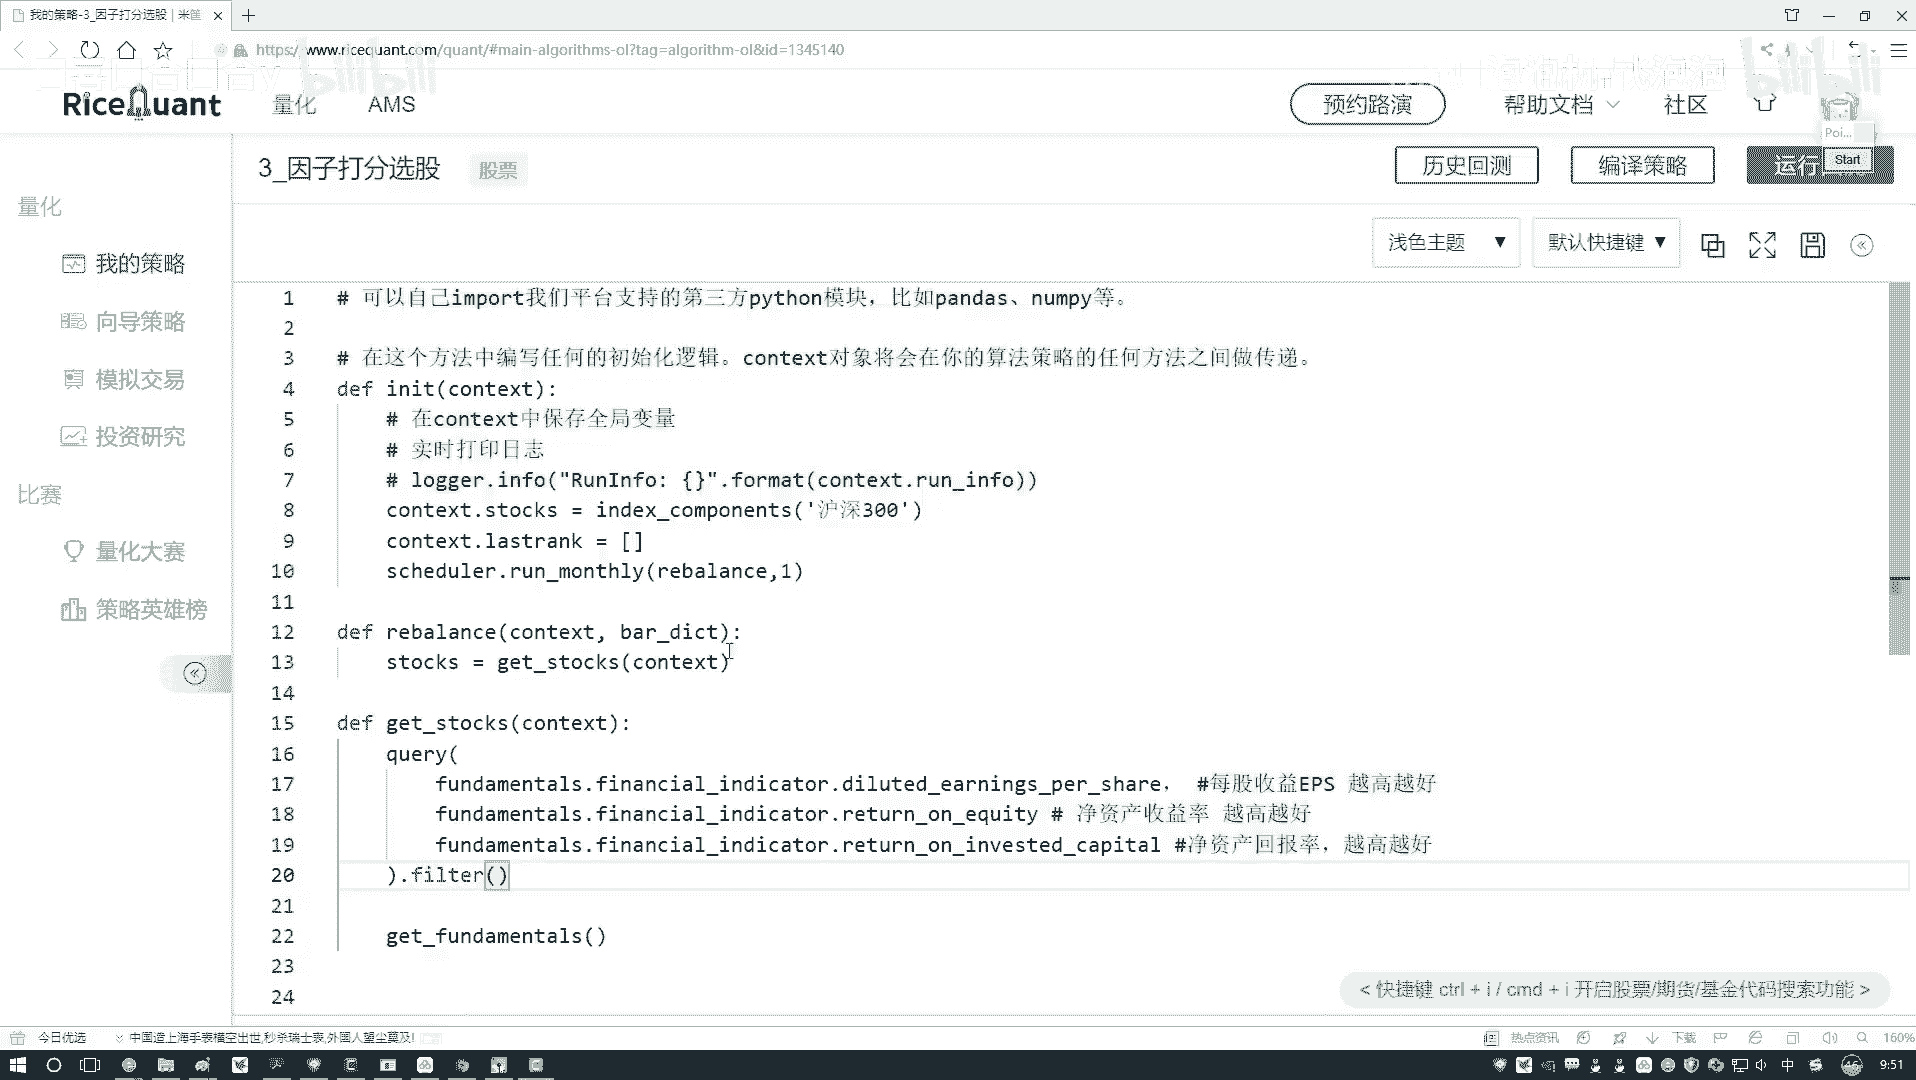 我的策略-3_因子打分选股 | 米筐
https://www.ricequant.com/quant/#main-algorithms-ol?tag=algorithm-ol&id=1345140
bilibili
bilibili
RiceQuant
量化
AMS
预约路演
帮助文档
社区
Poi...
Start
3_因子打分选股
股票
历史回测
编译策略
运行
量化
我的策略
向导策略
模拟交易
投资研究
比赛
量化大赛
策略英雄榜
浅色主题
默认快捷键
1 # 可以自己import我们平台支持的第三方python模块，比如pandas、numpy等。
2
3 # 在这个方法中编写任何的初始化逻辑。context对象将会在你的算法策略的任何方法之间做传递。
4 def init(context):
5 # 在context中保存全局变量
6 # 实时打印日志
7 # logger.info("RunInfo: {}".format(context.run_info))
8 context.stocks = index_components('沪深300')
9 context.lastrank = []
10 scheduler.run_monthly(rebalance,1)
11
12 def rebalance(context, bar_dict):
13 stocks = get_stocks(context)
14
15 def get_stocks(context):
16 query(
17 fundamentals.financial_indicator.diluted_earnings_per_share， #每股收益EPS 越高越好
18 fundamentals.financial_indicator.return_on_equity # 净资产收益率 越高越好
19 fundamentals.financial_indicator.return_on_invested_capital #净资产回报率，越高越好
20 ).filter()
21
22 get_fundamentals()
23
24
< 快捷键 ctrl + i / cmd + i 开启股票/期货/基金代码搜索功能 >
今日优选
中国造上海手表横空出世,秒杀瑞士表,外国人望尘莫及!
热点资讯
下载
160%
中
46
9:51